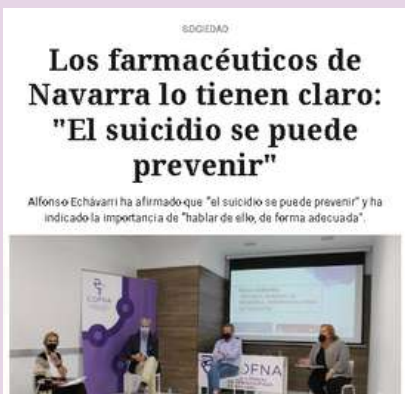 SOCIEDAD
Los farmacéuticos de
Navarra lo tienen claro:
"El suicidio se puede
prevenir"
Alfonso Echávarri ha afirmado que "el suicidio se puede prevenir" y ha
indicado la importancia de "hablar de ello, de forma adecuada".
COFNA
COFNA